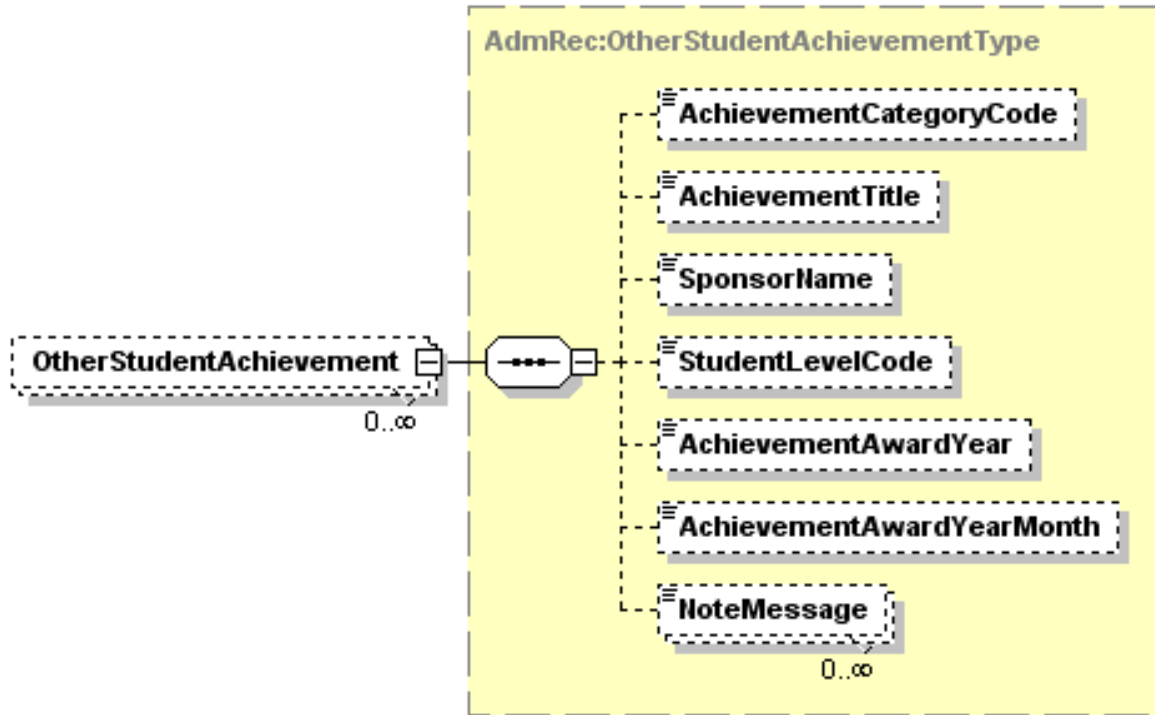 AdmRec:OtherStudentAchievementType
AchievementCategoryCode
AchievementTitle
SponsorName
OtherStudentAchievement
0..∞
StudentLevelCode
AchievementAwardYear
AchievementAwardYearMonth
NoteMessage
0..∞